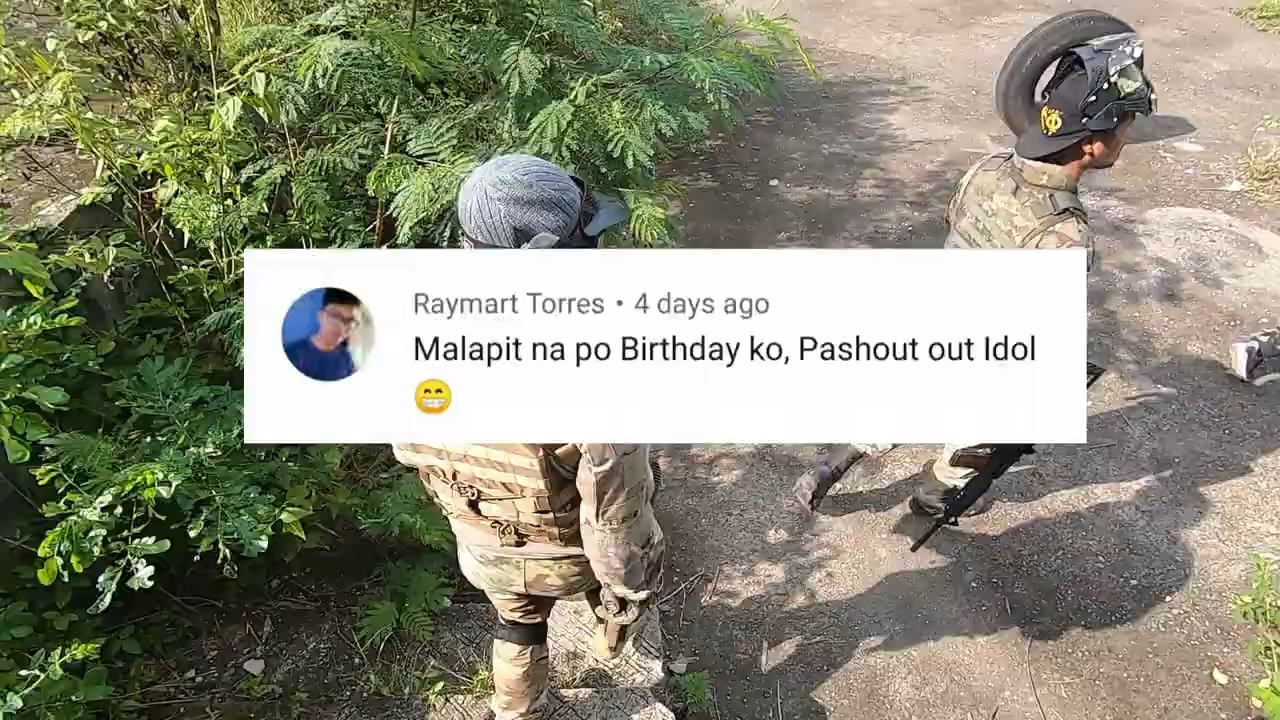 Raymart Torres • 4 days ago
Malapit na po Birthday ko, Pashout out Idol
😁